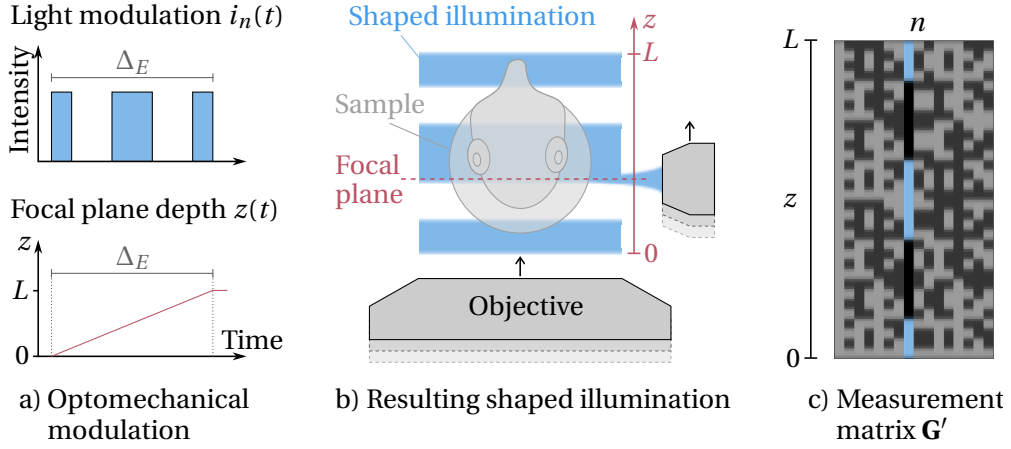 Light modulation iₙ(t)
Intensity
Δ_E
Focal plane depth z(t)
z
Δ_E
L
0
Time
a) Optomechanical
modulation
Shaped illumination
z
L
Sample
Focal
plane
0
Objective
b) Resulting shaped illumination
n
L
z
0
c) Measurement
matrix G′